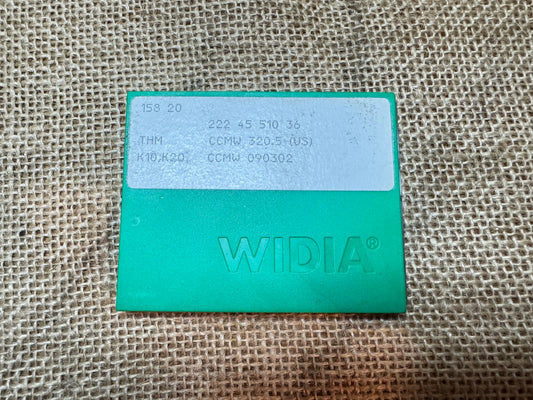 158 20
222 45 510 36
THM CCMW 320.5 (US)
K10,K20, CCMW 090302
WIDIA®